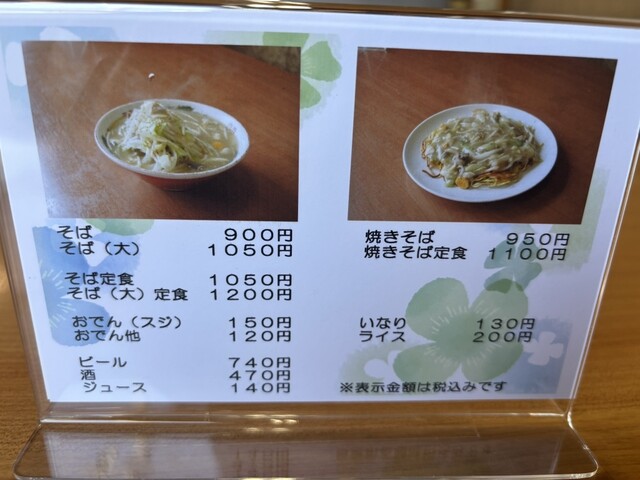 そば 900円
そば（大） 1050円
そば定食 1050円
そば（大）定食 1200円
おでん（スジ） 150円
おでん他 120円
ビール 740円
酒 470円
ジュース 140円
焼きそば 950円
焼きそば定食 1100円
いなり 130円
ライス 200円
※表示金額は税込みです